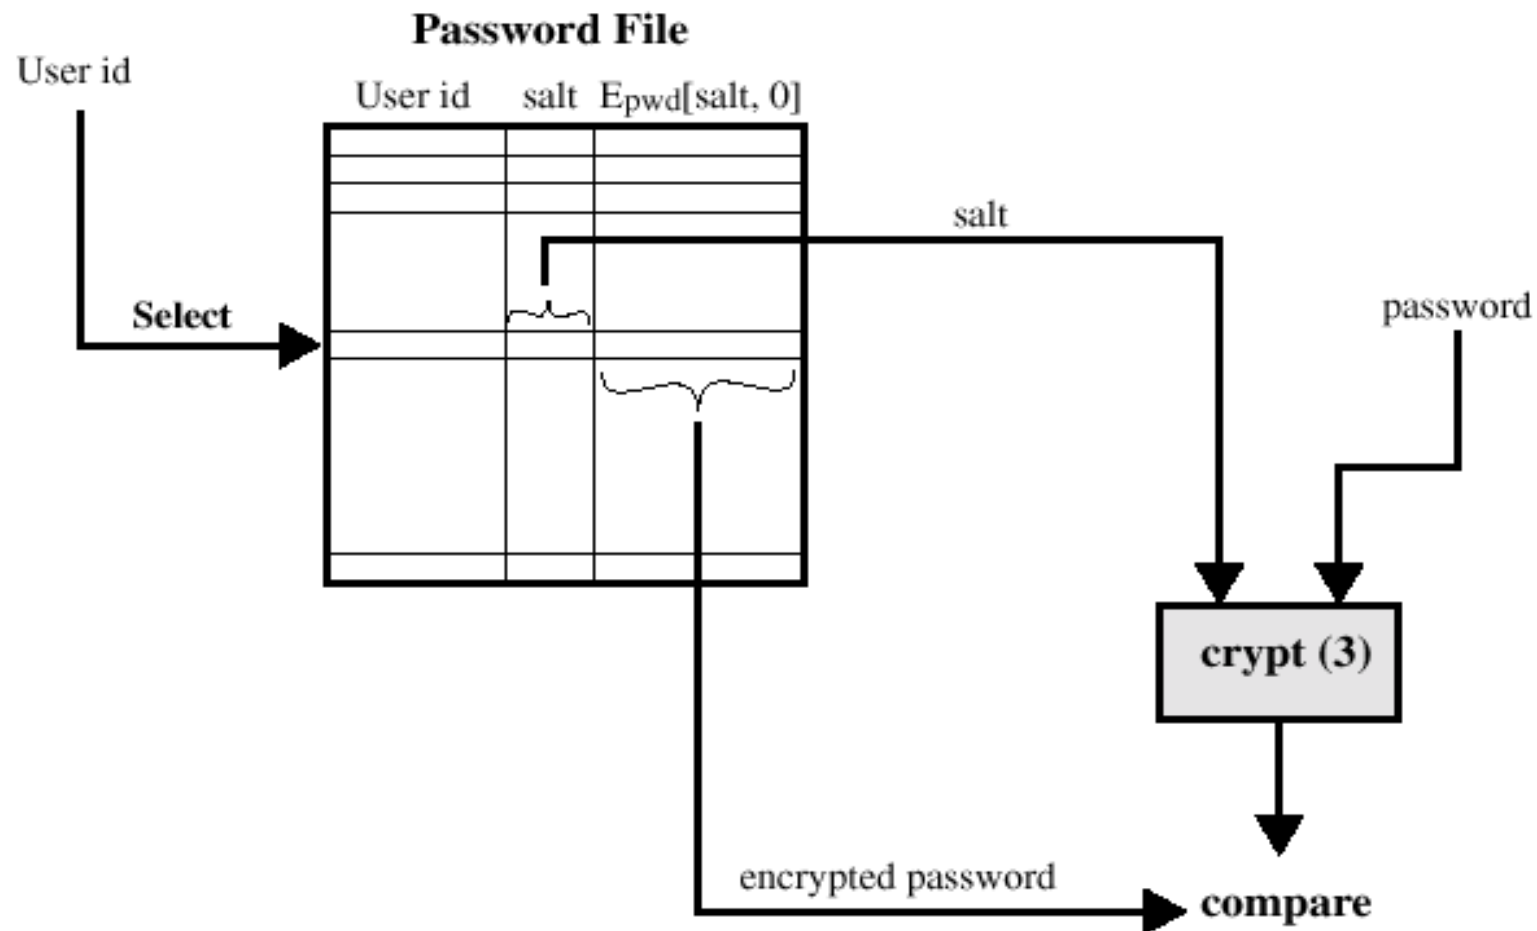 Password File
User id
User id salt Epwd[salt, 0]
salt
Select
password
crypt (3)
encrypted password
compare